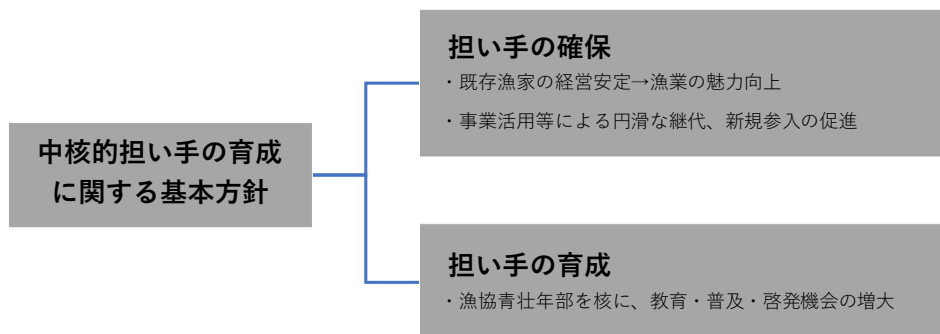 中核的担い手の育成
に関する基本方針
担い手の確保
・既存漁家の経営安定→漁業の魅力向上
・事業活用等による円滑な継代、新規参入の促進
担い手の育成
・漁協青壮年部を核に、教育・普及・啓発機会の増大